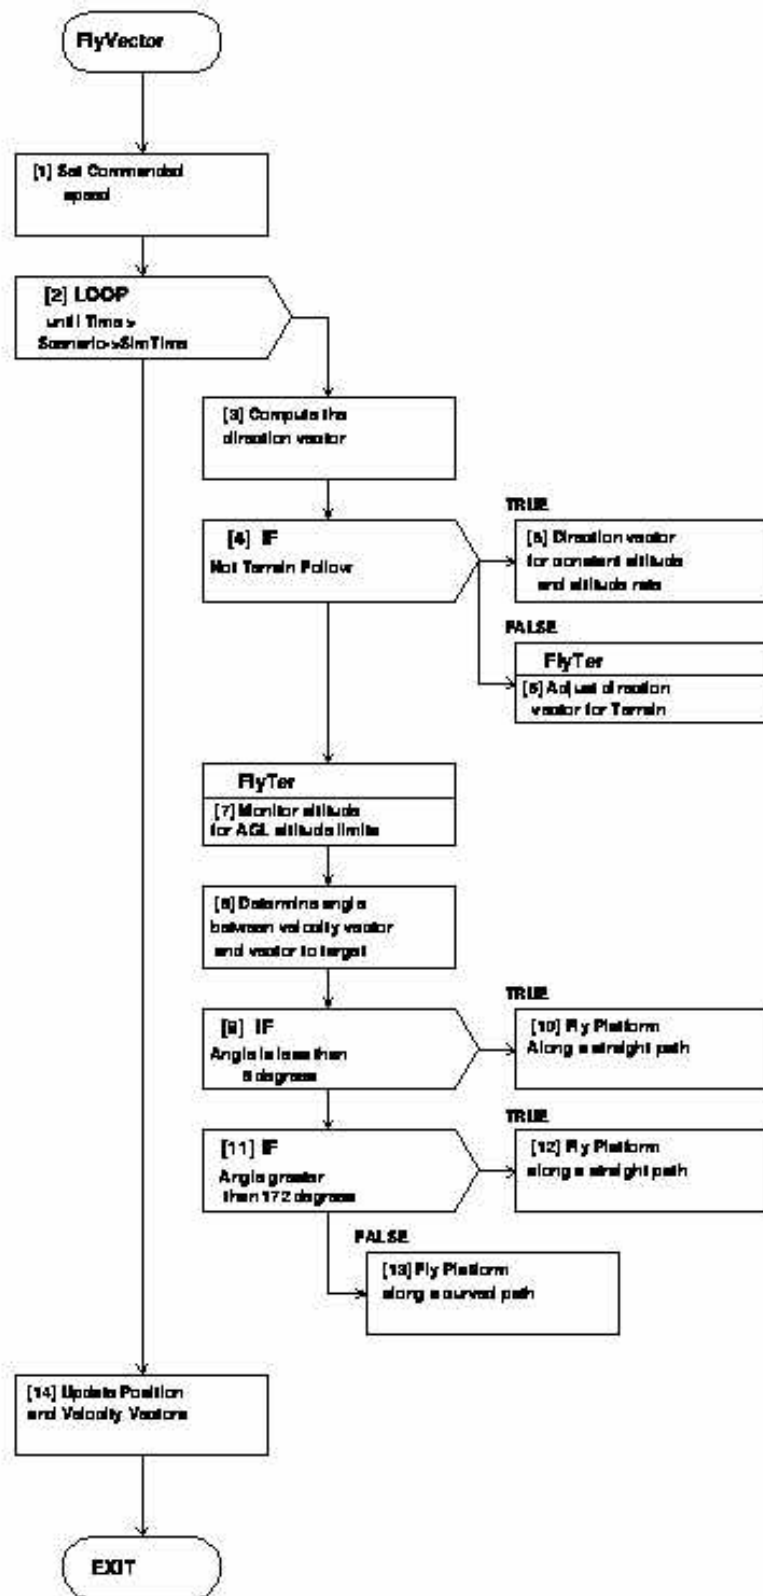 FlyVector
[1] Set Commanded
speed
[2] LOOP
until Time >
Scenario->SimTime
[3] Compute the
direction vector
[4] IF
Not Terrain Follow
TRUE
[5] Direction vector
for constant altitude
and altitude rate
FALSE
FlyTer
[6] Adjust direction
vector for Terrain
FlyTer
[7] Monitor altitude
for AGL altitude limits
[8] Determine angle
between velocity vector
and vector to target
[9] IF
Angle is less than
degrees
TRUE
[10] Fly Platform
Along a straight path
[11] IF
Angle greater
than 172 degrees
TRUE
[12] Fly Platform
along a straight path
FALSE
[13] Fly Platform
along a curved path
[14] Update Position
and Velocity Vectors
EXIT